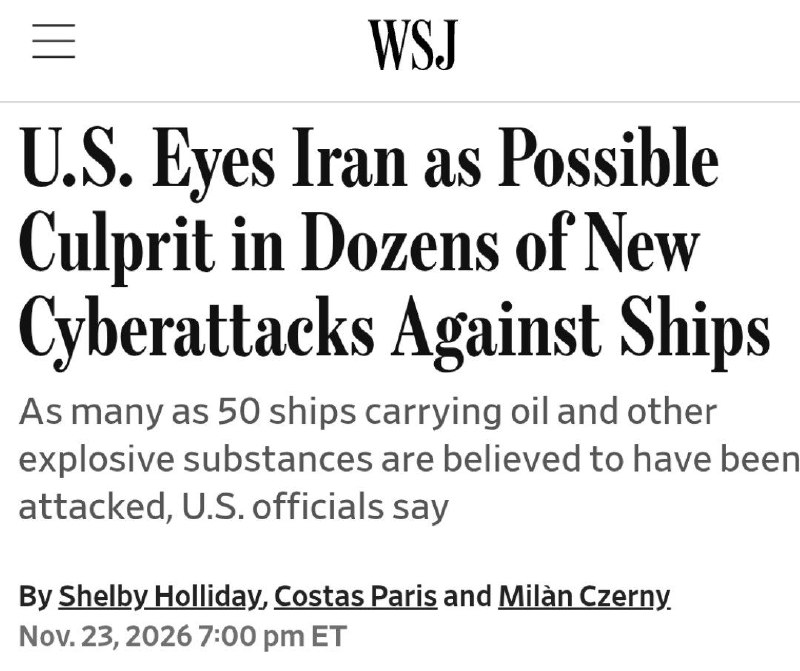 WSJ
U.S. Eyes Iran as Possible
Culprit in Dozens of New
Cyberattacks Against Ships
As many as 50 ships carrying oil and other
explosive substances are believed to have been
attacked, U.S. officials say
By Shelby Holliday, Costas Paris and Milàn Czerny
Nov. 23, 2026 7:00 pm ET